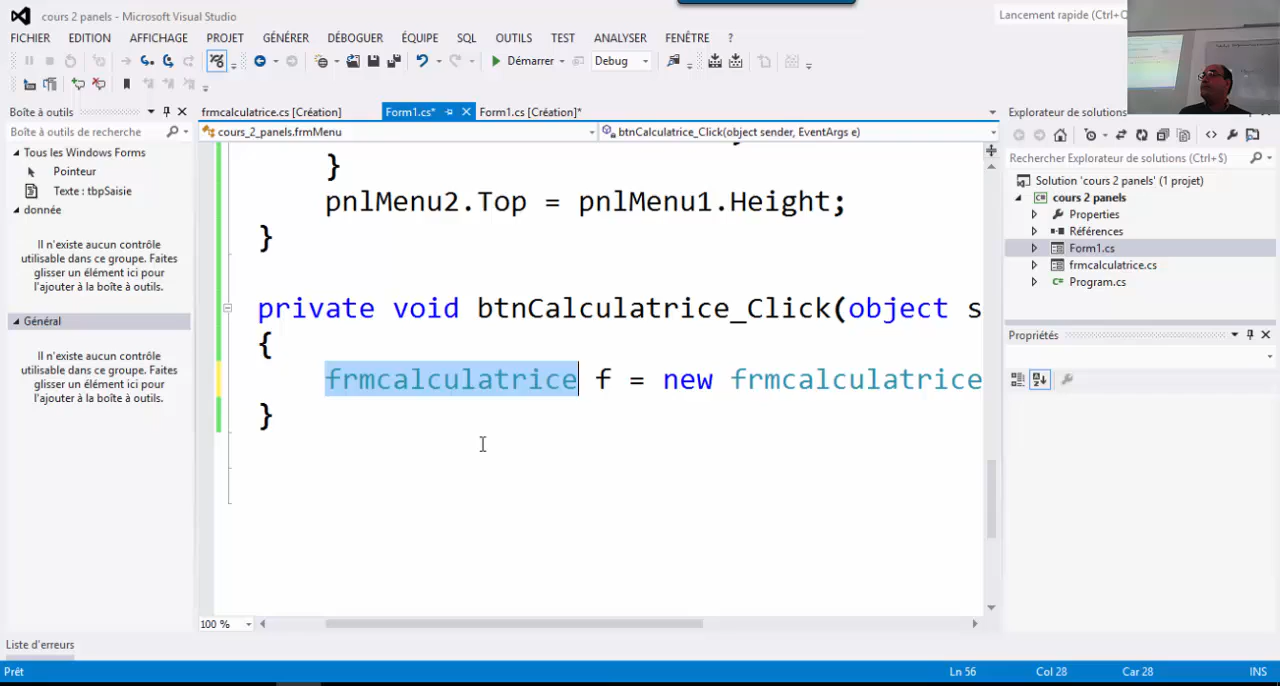 cours 2 panels - Microsoft Visual Studio
Lancement rapide (Ctrl+Q
FICHIER EDITION AFFICHAGE PROJET GÉNÉRER DÉBOGUER ÉQUIPE SQL OUTILS TEST ANALYSER FENÊTRE ?
Démarrer Debug
Boîte à outils
Boîte à outils de recherche
Tous les Windows Forms
Pointeur
Texte : tbpSaisie
donnée
Il n'existe aucun contrôle
utilisable dans ce groupe. Faites
glisser un élément ici pour
l'ajouter à la boîte à outils.
Général
Il n'existe aucun contrôle
utilisable dans ce groupe. Faites
glisser un élément ici pour
l'ajouter à la boîte à outils.
frmcalculatrice.cs [Création] Form1.cs* Form1.cs [Création]*
cours_2_panels.frmMenu btnCalculatrice_Click(object sender, EventArgs e)
}
pnlMenu2.Top = pnlMenu1.Height;
}
private void btnCalculatrice_Click(object s
{
frmcalculatrice f = new frmcalculatrice
}
100 %
Explorateur de solutions
Rechercher Explorateur de solutions (Ctrl+$)
Solution 'cours 2 panels' (1 projet)
cours 2 panels
Properties
Références
Form1.cs
frmcalculatrice.cs
Program.cs
Propriétés
Liste d'erreurs
Prêt Ln 56 Col 28 Car 28 INS